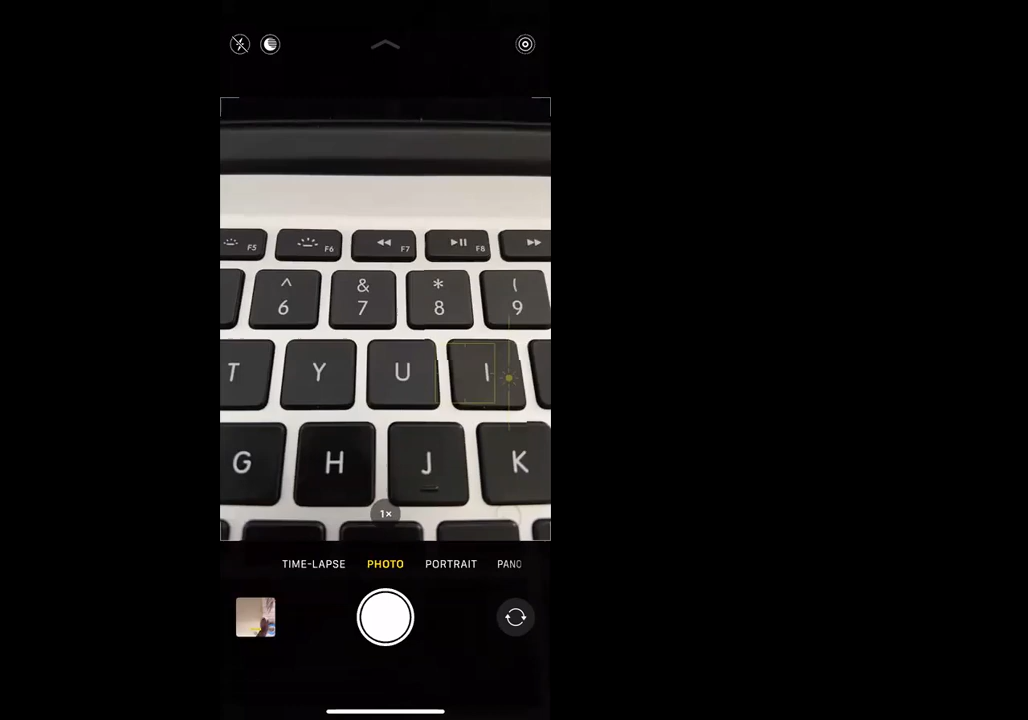 F5 F6 F7 F8
^ & * (
6 7 8 9
T Y U I
G H J K
1×
TIME-LAPSE PHOTO PORTRAIT PANO